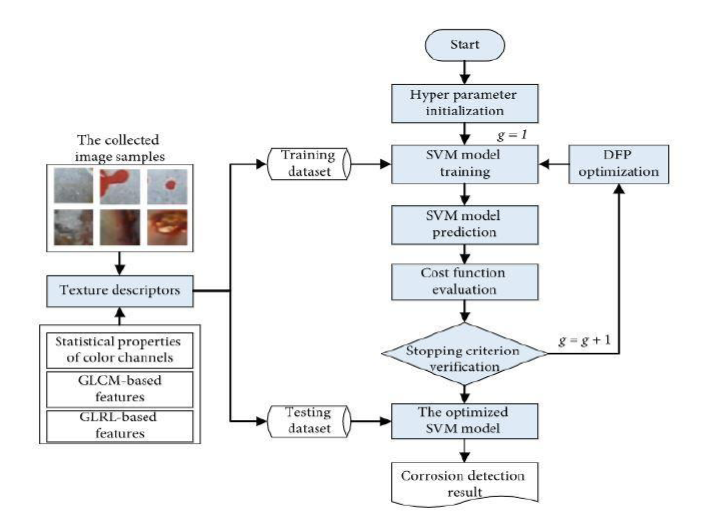 Start
Hyper parameter
initialization
g = 1
The collected
image samples
Training
dataset
SVM model
training
DFP
optimization
SVM model
prediction
Texture descriptors
Cost function
evaluation
Statistical properties
of color channels
GLCM-based
features
GLRL-based
features
Stopping criterion
verification
g = g + 1
Testing
dataset
The optimized
SVM model
Corrosion detection
result